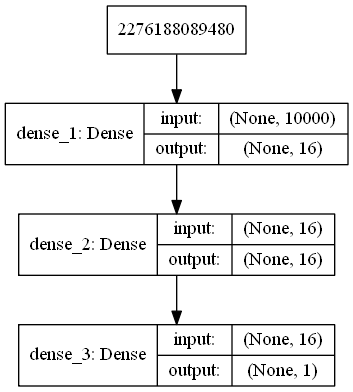 2276188089480
dense_1: Dense
input: (None, 10000)
output: (None, 16)
dense_2: Dense
input: (None, 16)
output: (None, 16)
dense_3: Dense
input: (None, 16)
output: (None, 1)